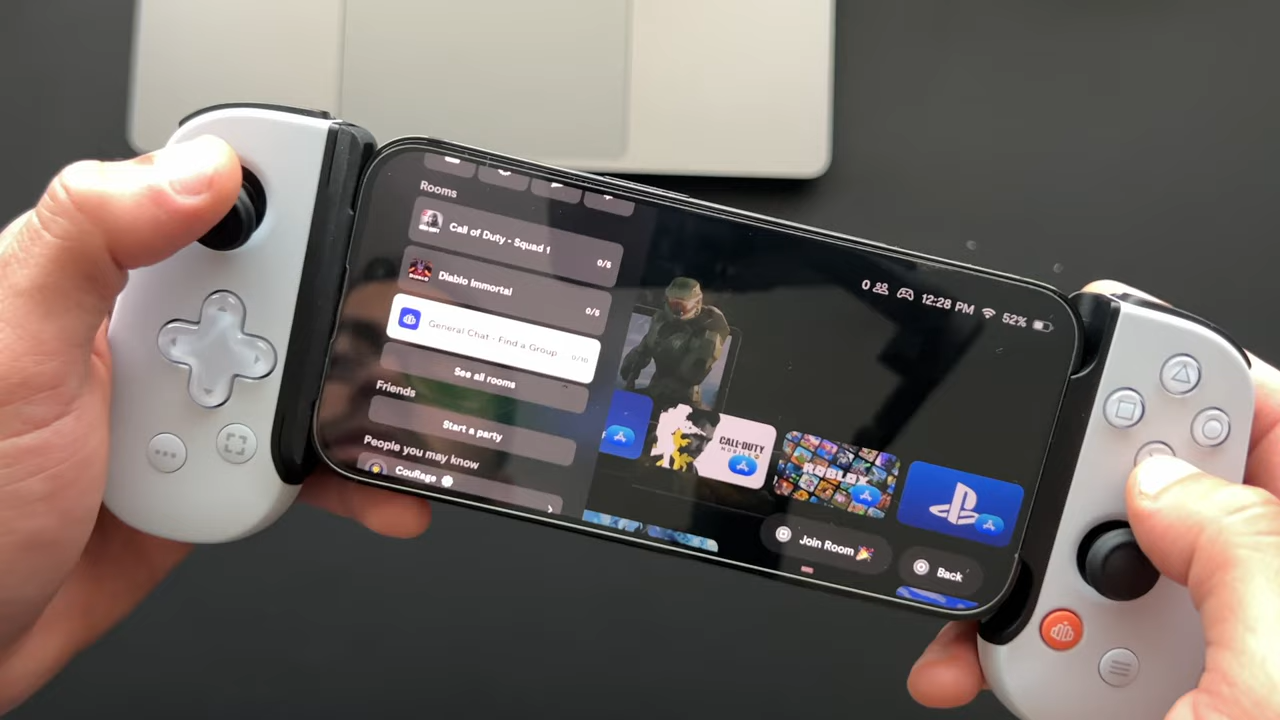 Rooms
Call of Duty - Squad 1
0/5
Diablo Immortal
0/5
General Chat - Find a Group
0/10
See all rooms
Friends
Start a party
People you may know
CouRage
0
12:28 PM
52%
CALL·DUTY
MOBILE
ROBLOX
Join Room 🎉
Back